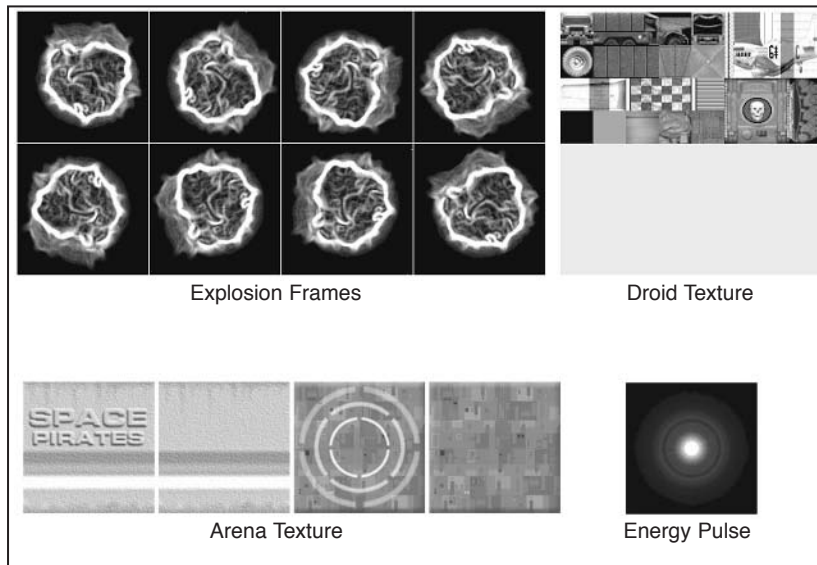 Explosion Frames
Droid Texture
SPACE
PIRATES
Arena Texture
Energy Pulse